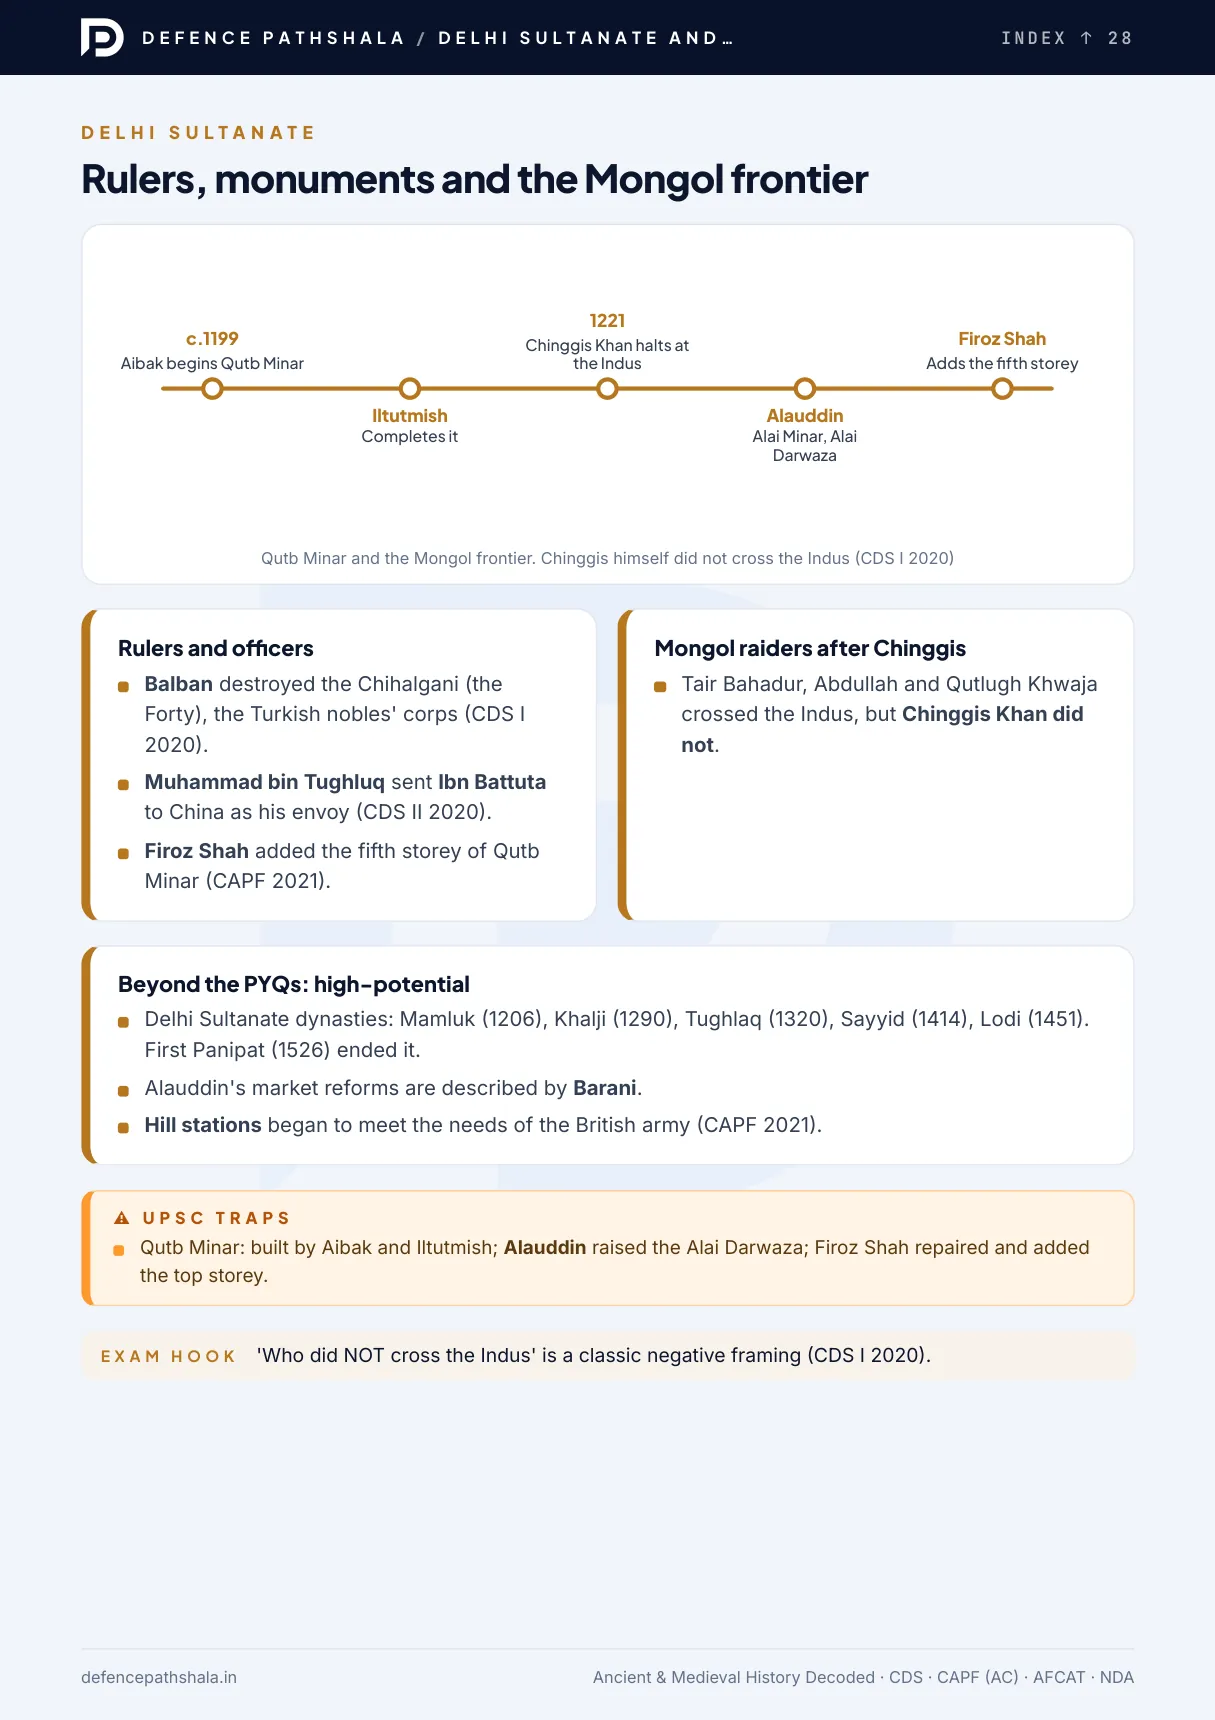 DEFENCE PATHSHALA / DELHI SULTANATE AND…
INDEX ↑ 28
DELHI SULTANATE
Rulers, monuments and the Mongol frontier
c.1199
Aibak begins Qutb Minar
Iltutmish
Completes it
1221
Chinggis Khan halts at
the Indus
Alauddin
Alai Minar, Alai
Darwaza
Firoz Shah
Adds the fifth storey
Qutb Minar and the Mongol frontier. Chinggis himself did not cross the Indus (CDS I 2020)
Rulers and officers
Balban destroyed the Chihalgani (the
Forty), the Turkish nobles' corps (CDS I
2020).
Muhammad bin Tughluq sent Ibn Battuta
to China as his envoy (CDS II 2020).
Firoz Shah added the fifth storey of Qutb
Minar (CAPF 2021).
Mongol raiders after Chinggis
Tair Bahadur, Abdullah and Qutlugh Khwaja
crossed the Indus, but Chinggis Khan did
not.
Beyond the PYQs: high-potential
Delhi Sultanate dynasties: Mamluk (1206), Khalji (1290), Tughlaq (1320), Sayyid (1414), Lodi (1451).
First Panipat (1526) ended it.
Alauddin's market reforms are described by Barani.
Hill stations began to meet the needs of the British army (CAPF 2021).
⚠ UPSC TRAPS
Qutb Minar: built by Aibak and Iltutmish; Alauddin raised the Alai Darwaza; Firoz Shah repaired and added
the top storey.
EXAM HOOK 'Who did NOT cross the Indus' is a classic negative framing (CDS I 2020).
defencepathshala.in
Ancient & Medieval History Decoded · CDS · CAPF (AC) · AFCAT · NDA